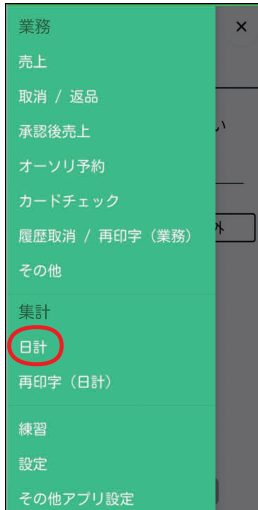 業務
×
売上
取消 / 返品
承認後売上
い
オーソリ予約
カードチェック
履歴取消 / 再印字（業務）
外
その他
集計
日計
再印字（日計）
練習
設定
その他アプリ設定